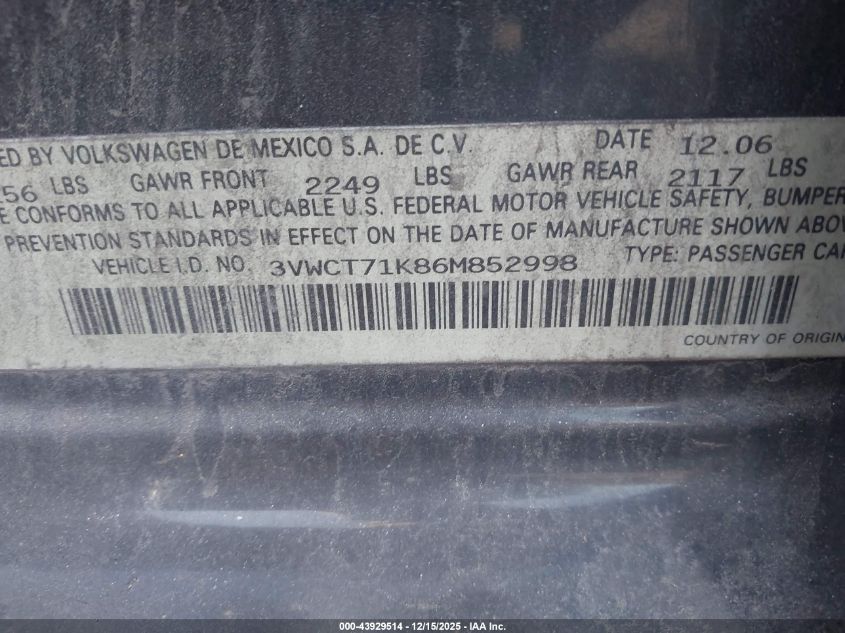 ED BY VOLKSWAGEN DE MEXICO S.A. DE C.V. DATE 12.06
56 LBS GAWR FRONT 2249 LBS GAWR REAR 2117 LBS
E CONFORMS TO ALL APPLICABLE U.S. FEDERAL MOTOR VEHICLE SAFETY, BUMPER
PREVENTION STANDARDS IN EFFECT ON THE DATE OF MANUFACTURE SHOWN ABOV
VEHICLE I.D. NO. 3VWCT71K86M852998 TYPE: PASSENGER CAR
COUNTRY OF ORIGIN
000-43929514 - 12/15/2025 - IAA Inc.